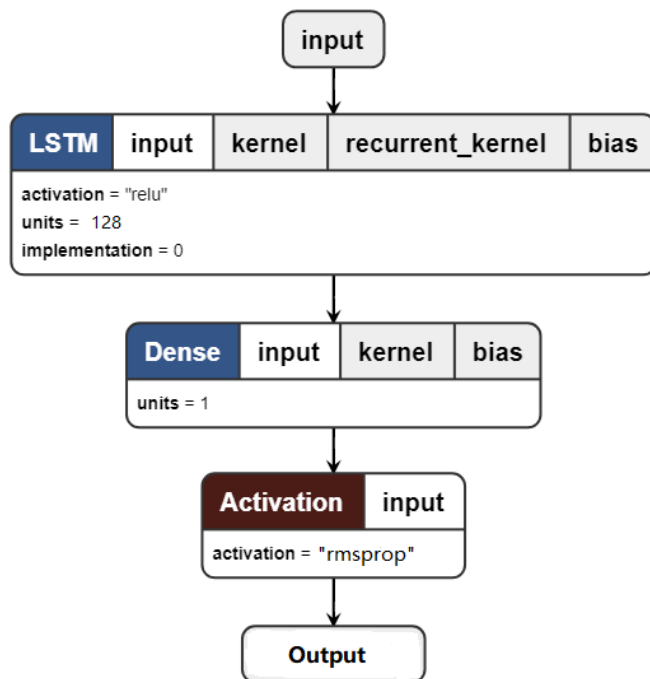 input
LSTM input kernel recurrent_kernel bias
activation = "relu"
units = 128
implementation = 0
Dense input kernel bias
units = 1
Activation input
activation = "rmsprop"
Output